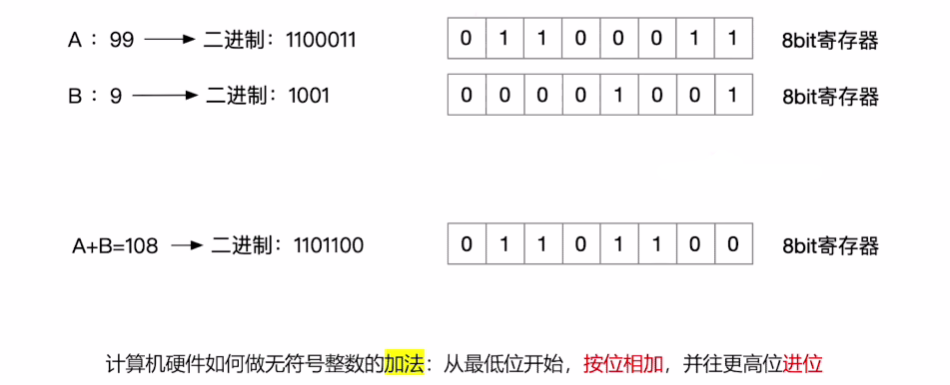 A：99 → 二进制：1100011 0 1 1 0 0 0 1 1 8bit寄存器
B：9 → 二进制：1001 0 0 0 0 1 0 0 1 8bit寄存器
A+B=108 → 二进制：1101100 0 1 1 0 1 1 0 0 8bit寄存器
计算机硬件如何做无符号整数的加法：从最低位开始，按位相加，并往更高位进位